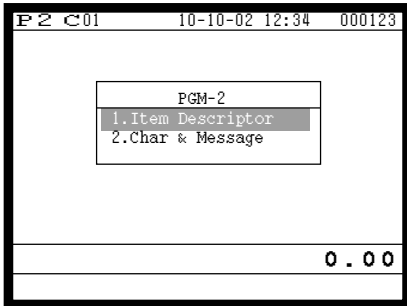 P2 C01 10-10-02 12:34 000123
PGM-2
1.Item Descriptor
2.Char & Message
0.00